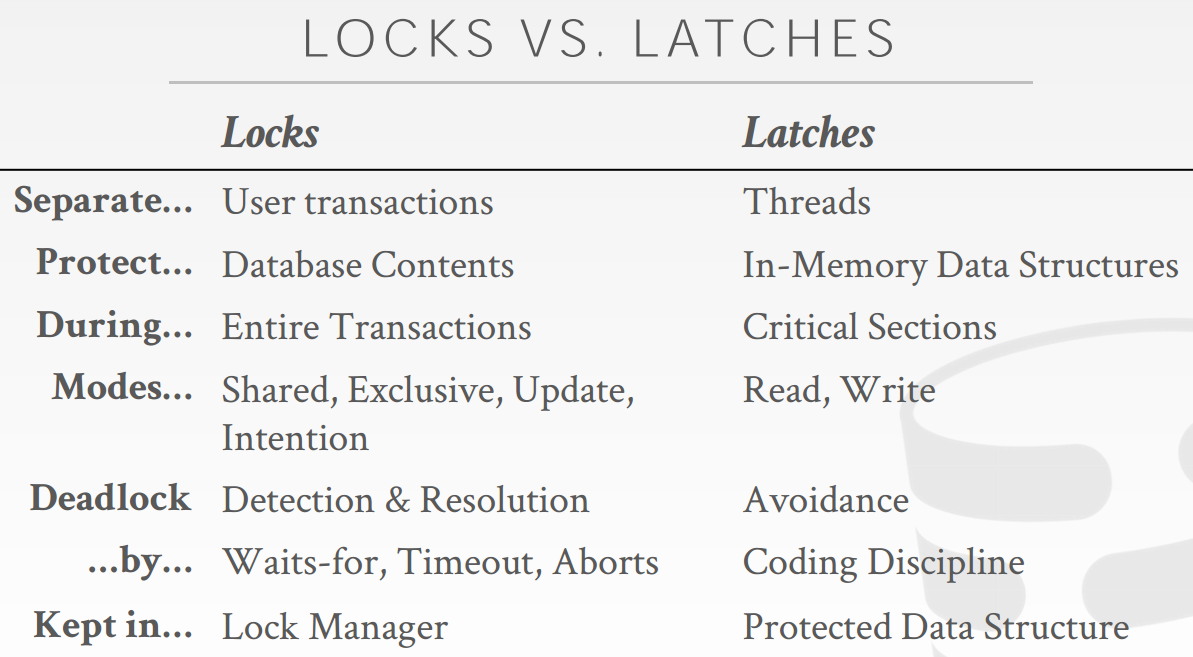 LOCKS VS. LATCHES
Locks Latches
Separate... User transactions Threads
Protect... Database Contents In-Memory Data Structures
During... Entire Transactions Critical Sections
Modes... Shared, Exclusive, Update, Read, Write
Intention
Deadlock Detection & Resolution Avoidance
...by... Waits-for, Timeout, Aborts Coding Discipline
Kept in... Lock Manager Protected Data Structure